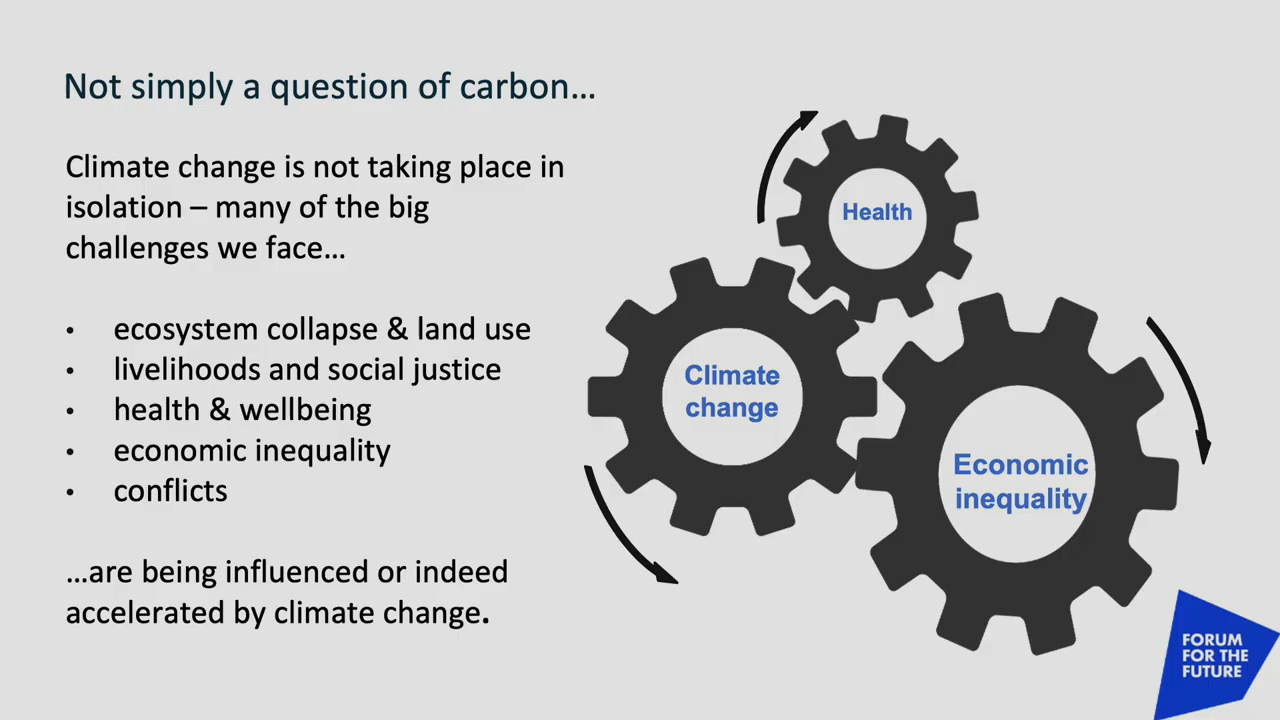 Not simply a question of carbon…
Climate change is not taking place in
isolation – many of the big
challenges we face…
• ecosystem collapse & land use
• livelihoods and social justice
• health & wellbeing
• economic inequality
• conflicts
…are being influenced or indeed
accelerated by climate change.
Health
Climate
change
Economic
inequality
FORUM
FOR THE
FUTURE